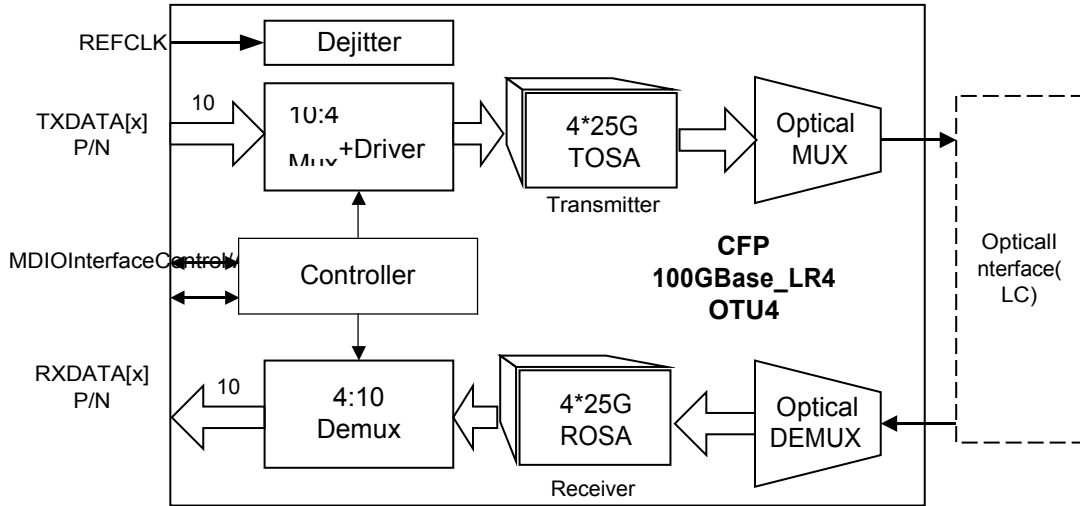 REFCLK
Dejitter
TXDATA[x]
P/N
10
10:4
Mux+Driver
4*25G
TOSA
Transmitter
Optical
MUX
MDIOInterfaceControl/
Controller
CFP
100GBase_LR4
OTU4
OpticalI
nterface(
LC)
RXDATA[x]
P/N
10
4:10
Demux
4*25G
ROSA
Receiver
Optical
DEMUX